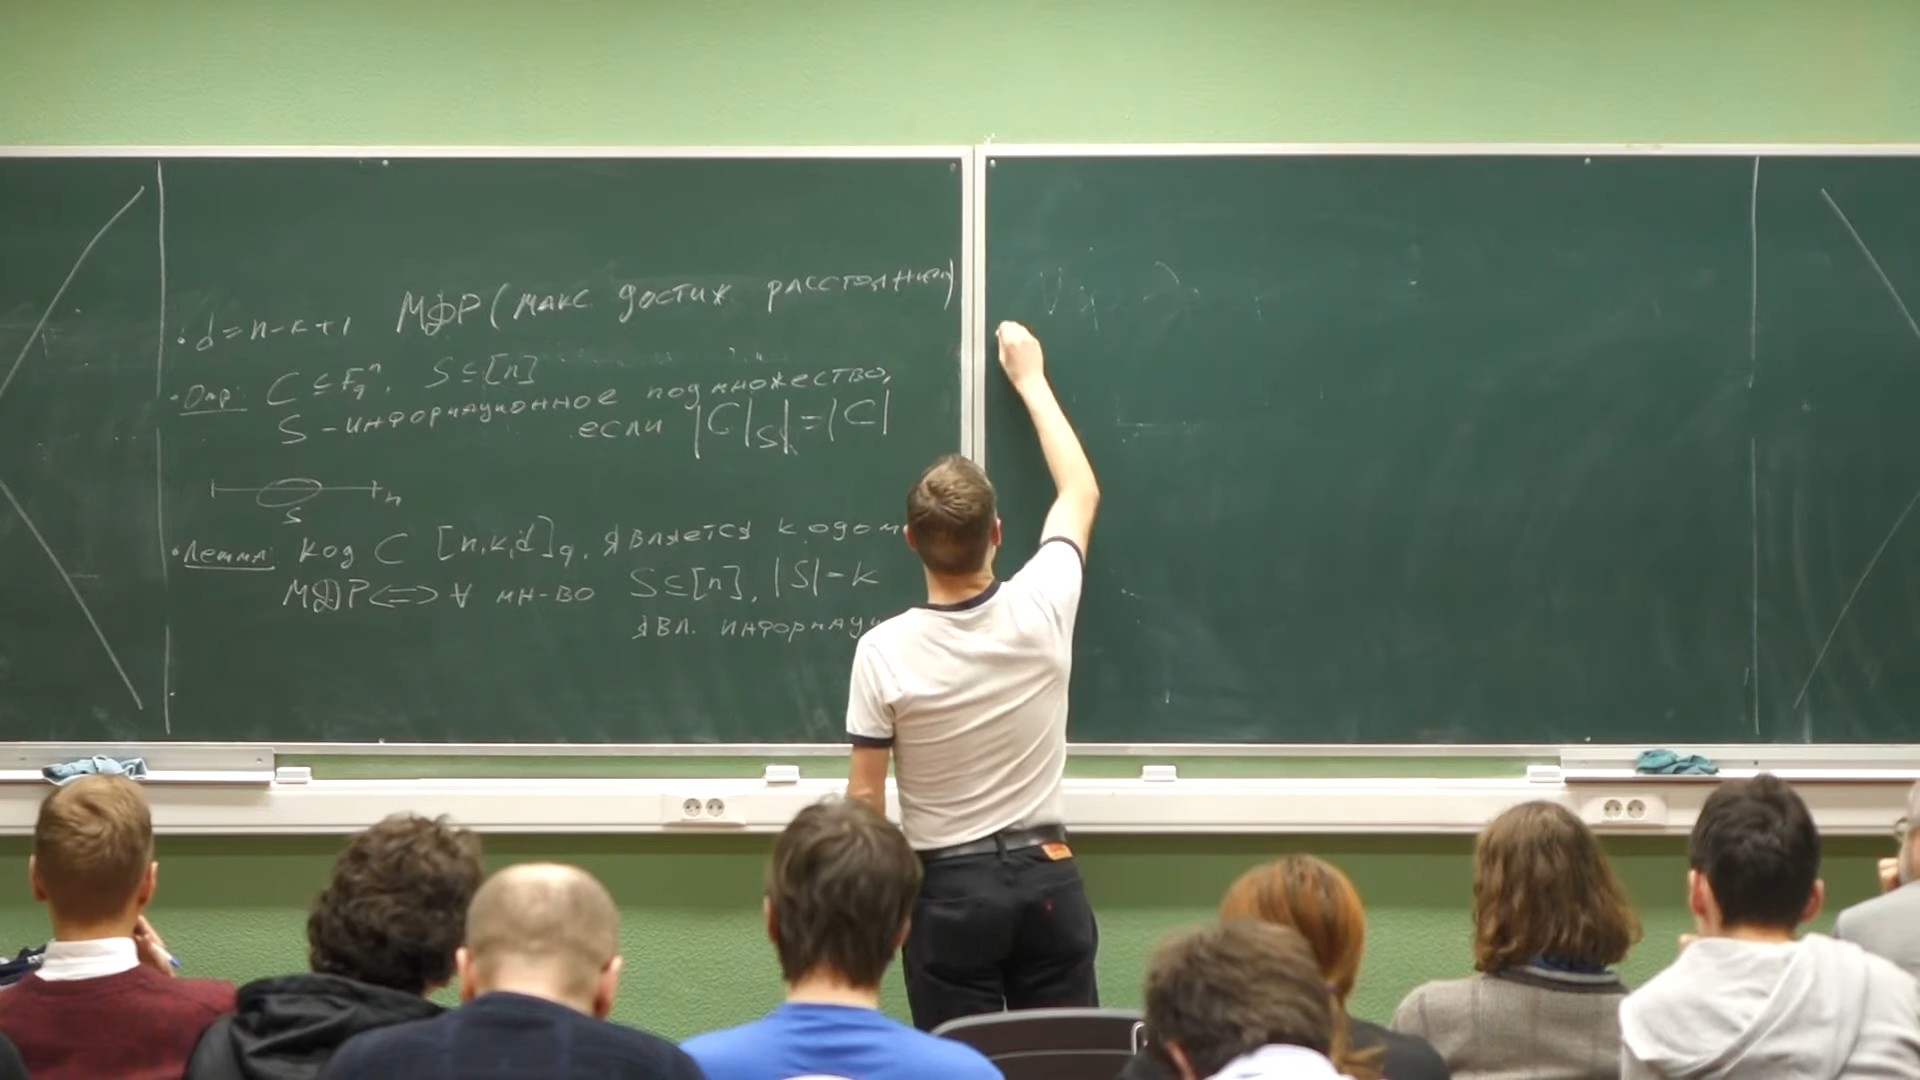 • d = n-k+1 МДР (макс достиж расстоянием)
• Опр: C ⊆ F_q^n, S ⊆ [n]
S - информационное подмножество,
если |C|_S| = |C|
n
S
• Лемма: код C [n,k,d]_q, является кодом
МДР <=> ∀ мн-во S ⊆ [n], |S| = k
явл. информац